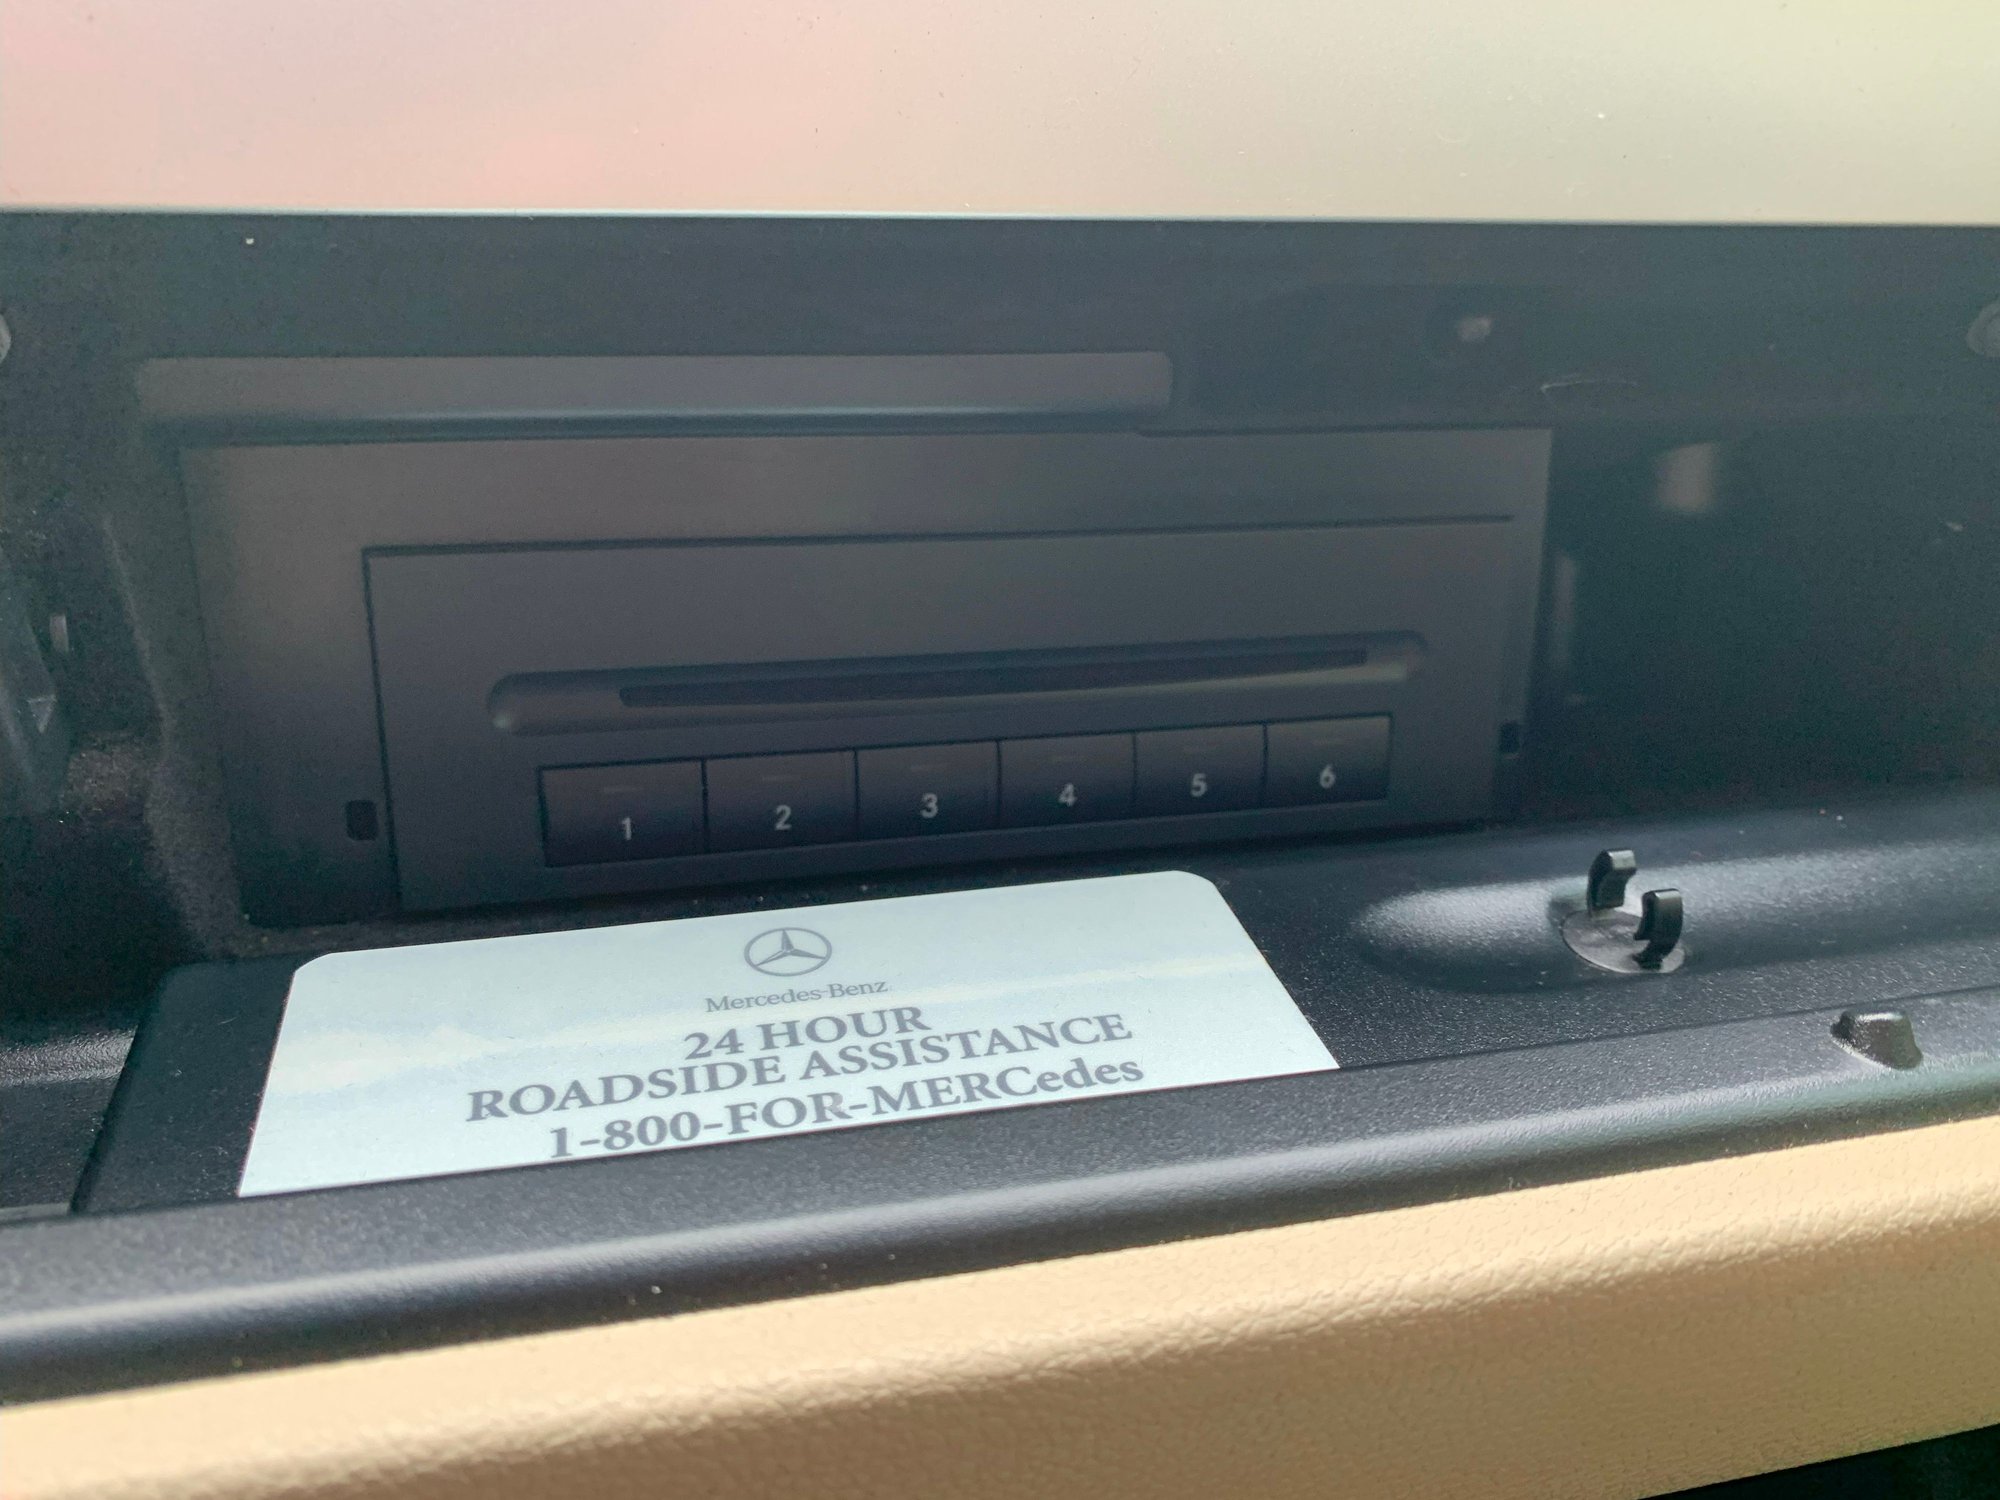 1 2 3 4 5 6
Mercedes-Benz
24 HOUR
ROADSIDE ASSISTANCE
1-800-FOR-MERCedes